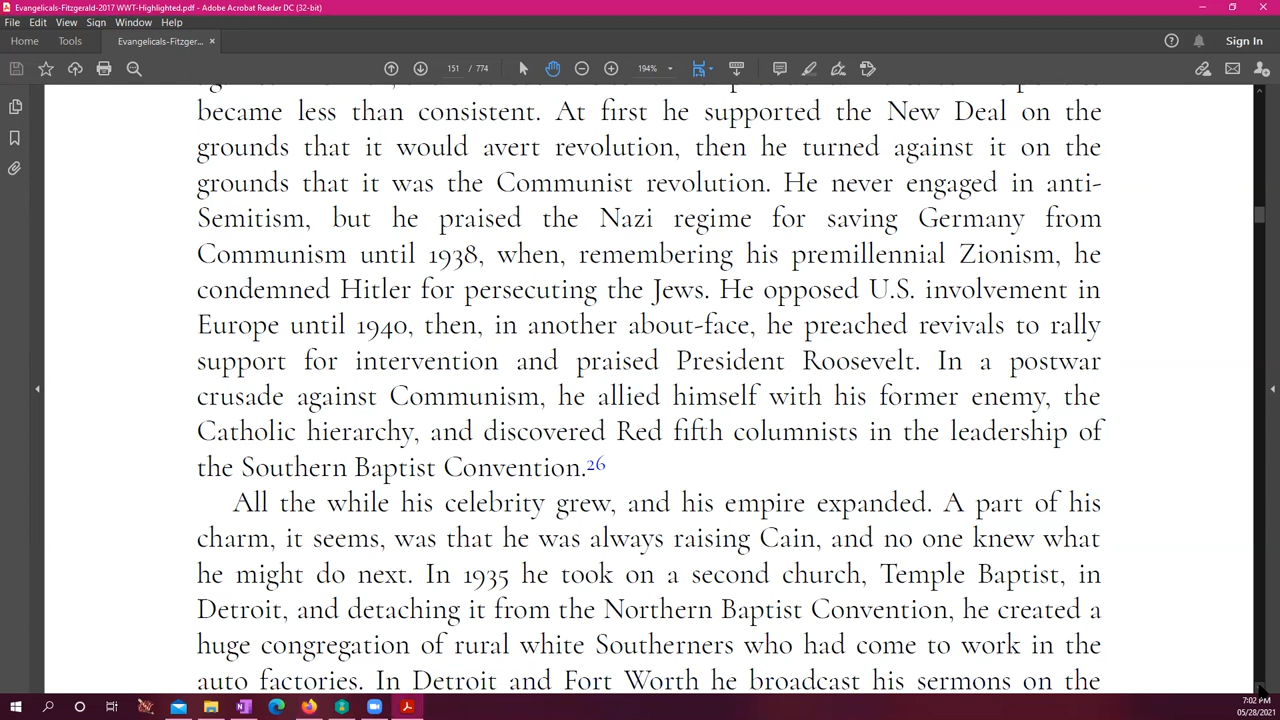 Evangelicals-Fitzgerald-2017 WWT-Highlighted.pdf - Adobe Acrobat Reader DC (32-bit)
File Edit View Sign Window Help
Home Tools Evangelicals-Fitzger... × Sign In
151 / 774 194%
became less than consistent. At first he supported the New Deal on the
grounds that it would avert revolution, then he turned against it on the
grounds that it was the Communist revolution. He never engaged in anti-
Semitism, but he praised the Nazi regime for saving Germany from
Communism until 1938, when, remembering his premillennial Zionism, he
condemned Hitler for persecuting the Jews. He opposed U.S. involvement in
Europe until 1940, then, in another about-face, he preached revivals to rally
support for intervention and praised President Roosevelt. In a postwar
crusade against Communism, he allied himself with his former enemy, the
Catholic hierarchy, and discovered Red fifth columnists in the leadership of
the Southern Baptist Convention.26
All the while his celebrity grew, and his empire expanded. A part of his
charm, it seems, was that he was always raising Cain, and no one knew what
he might do next. In 1935 he took on a second church, Temple Baptist, in
Detroit, and detaching it from the Northern Baptist Convention, he created a
huge congregation of rural white Southerners who had come to work in the
auto factories. In Detroit and Fort Worth he broadcast his sermons on the
7:02 PM
05/28/2021